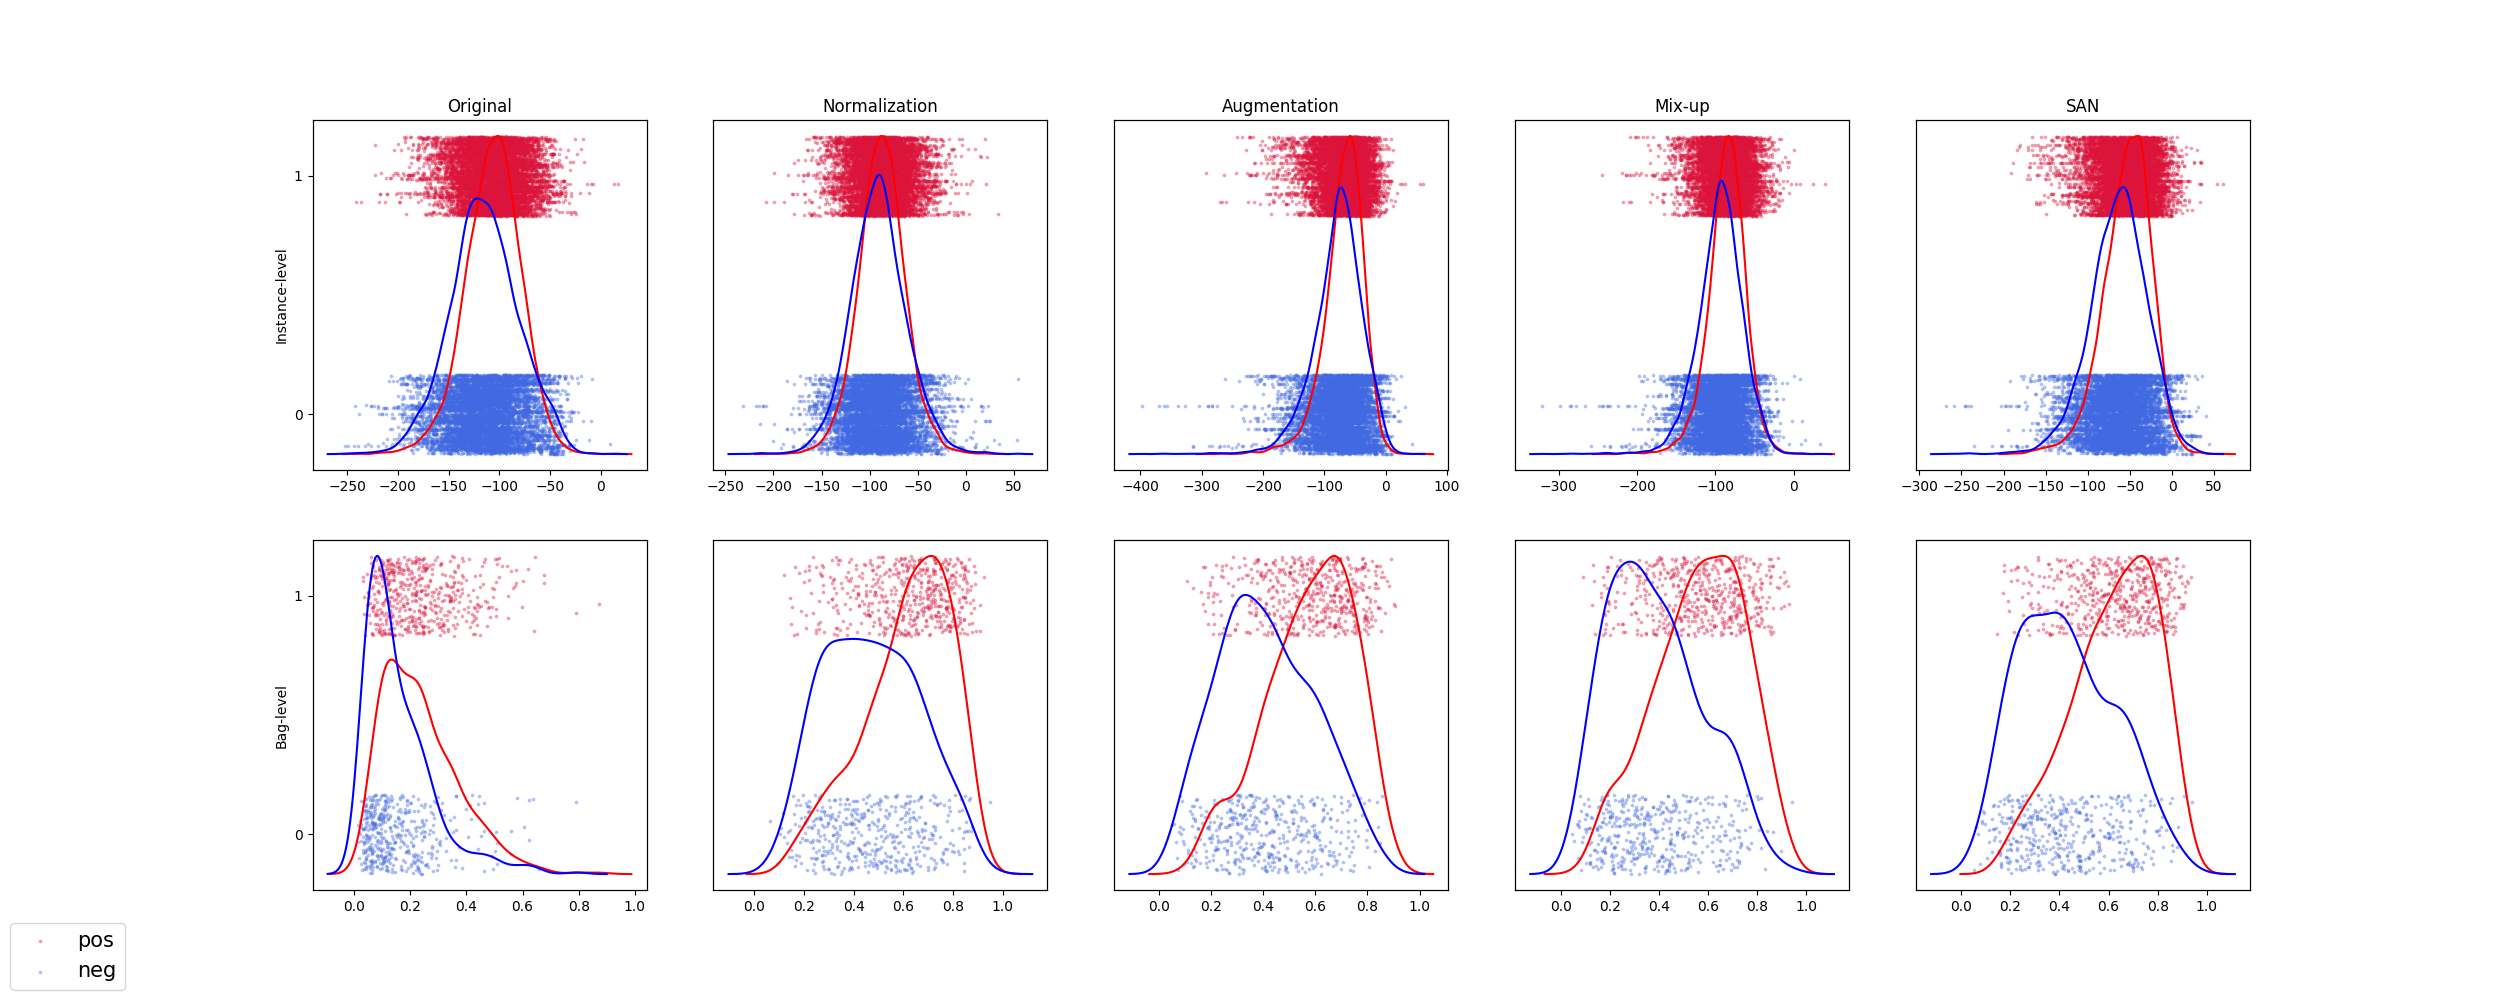 Original Normalization Augmentation Mix-up SAN
Instance-level
1
0
−250 −200 −150 −100 −50 0
−250 −200 −150 −100 −50 0 50
−400 −300 −200 −100 0 100
−300 −200 −100 0
−300 −250 −200 −150 −100 −50 0 50
Bag-level
1
0
0.0 0.2 0.4 0.6 0.8 1.0
0.0 0.2 0.4 0.6 0.8 1.0
0.0 0.2 0.4 0.6 0.8 1.0
0.0 0.2 0.4 0.6 0.8 1.0
0.0 0.2 0.4 0.6 0.8 1.0
pos
neg